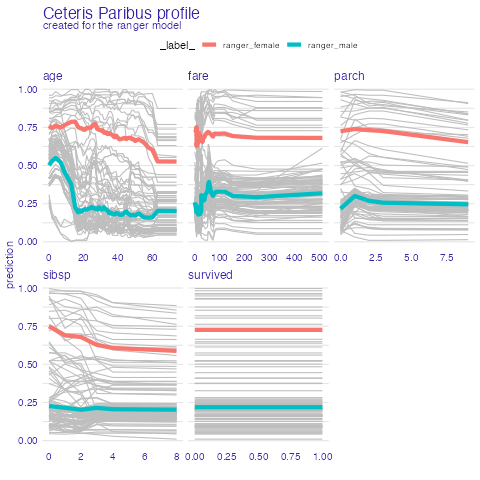 Ceteris Paribus profile
created for the ranger model
_label_ ranger_female ranger_male
age fare parch
1.00
0.75
0.50
0.25
0.00
0 20 40 60 0 100 200 300 400 500 0.0 2.5 5.0 7.5
prediction
sibsp survived
1.00
0.75
0.50
0.25
0.00
0 2 4 6 8 0.00 0.25 0.50 0.75 1.00